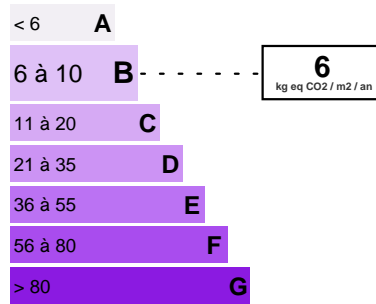 < 6 A
6 à 10 B
6
kg eq CO2 / m2 / an
11 à 20 C
21 à 35 D
36 à 55 E
56 à 80 F
> 80 G